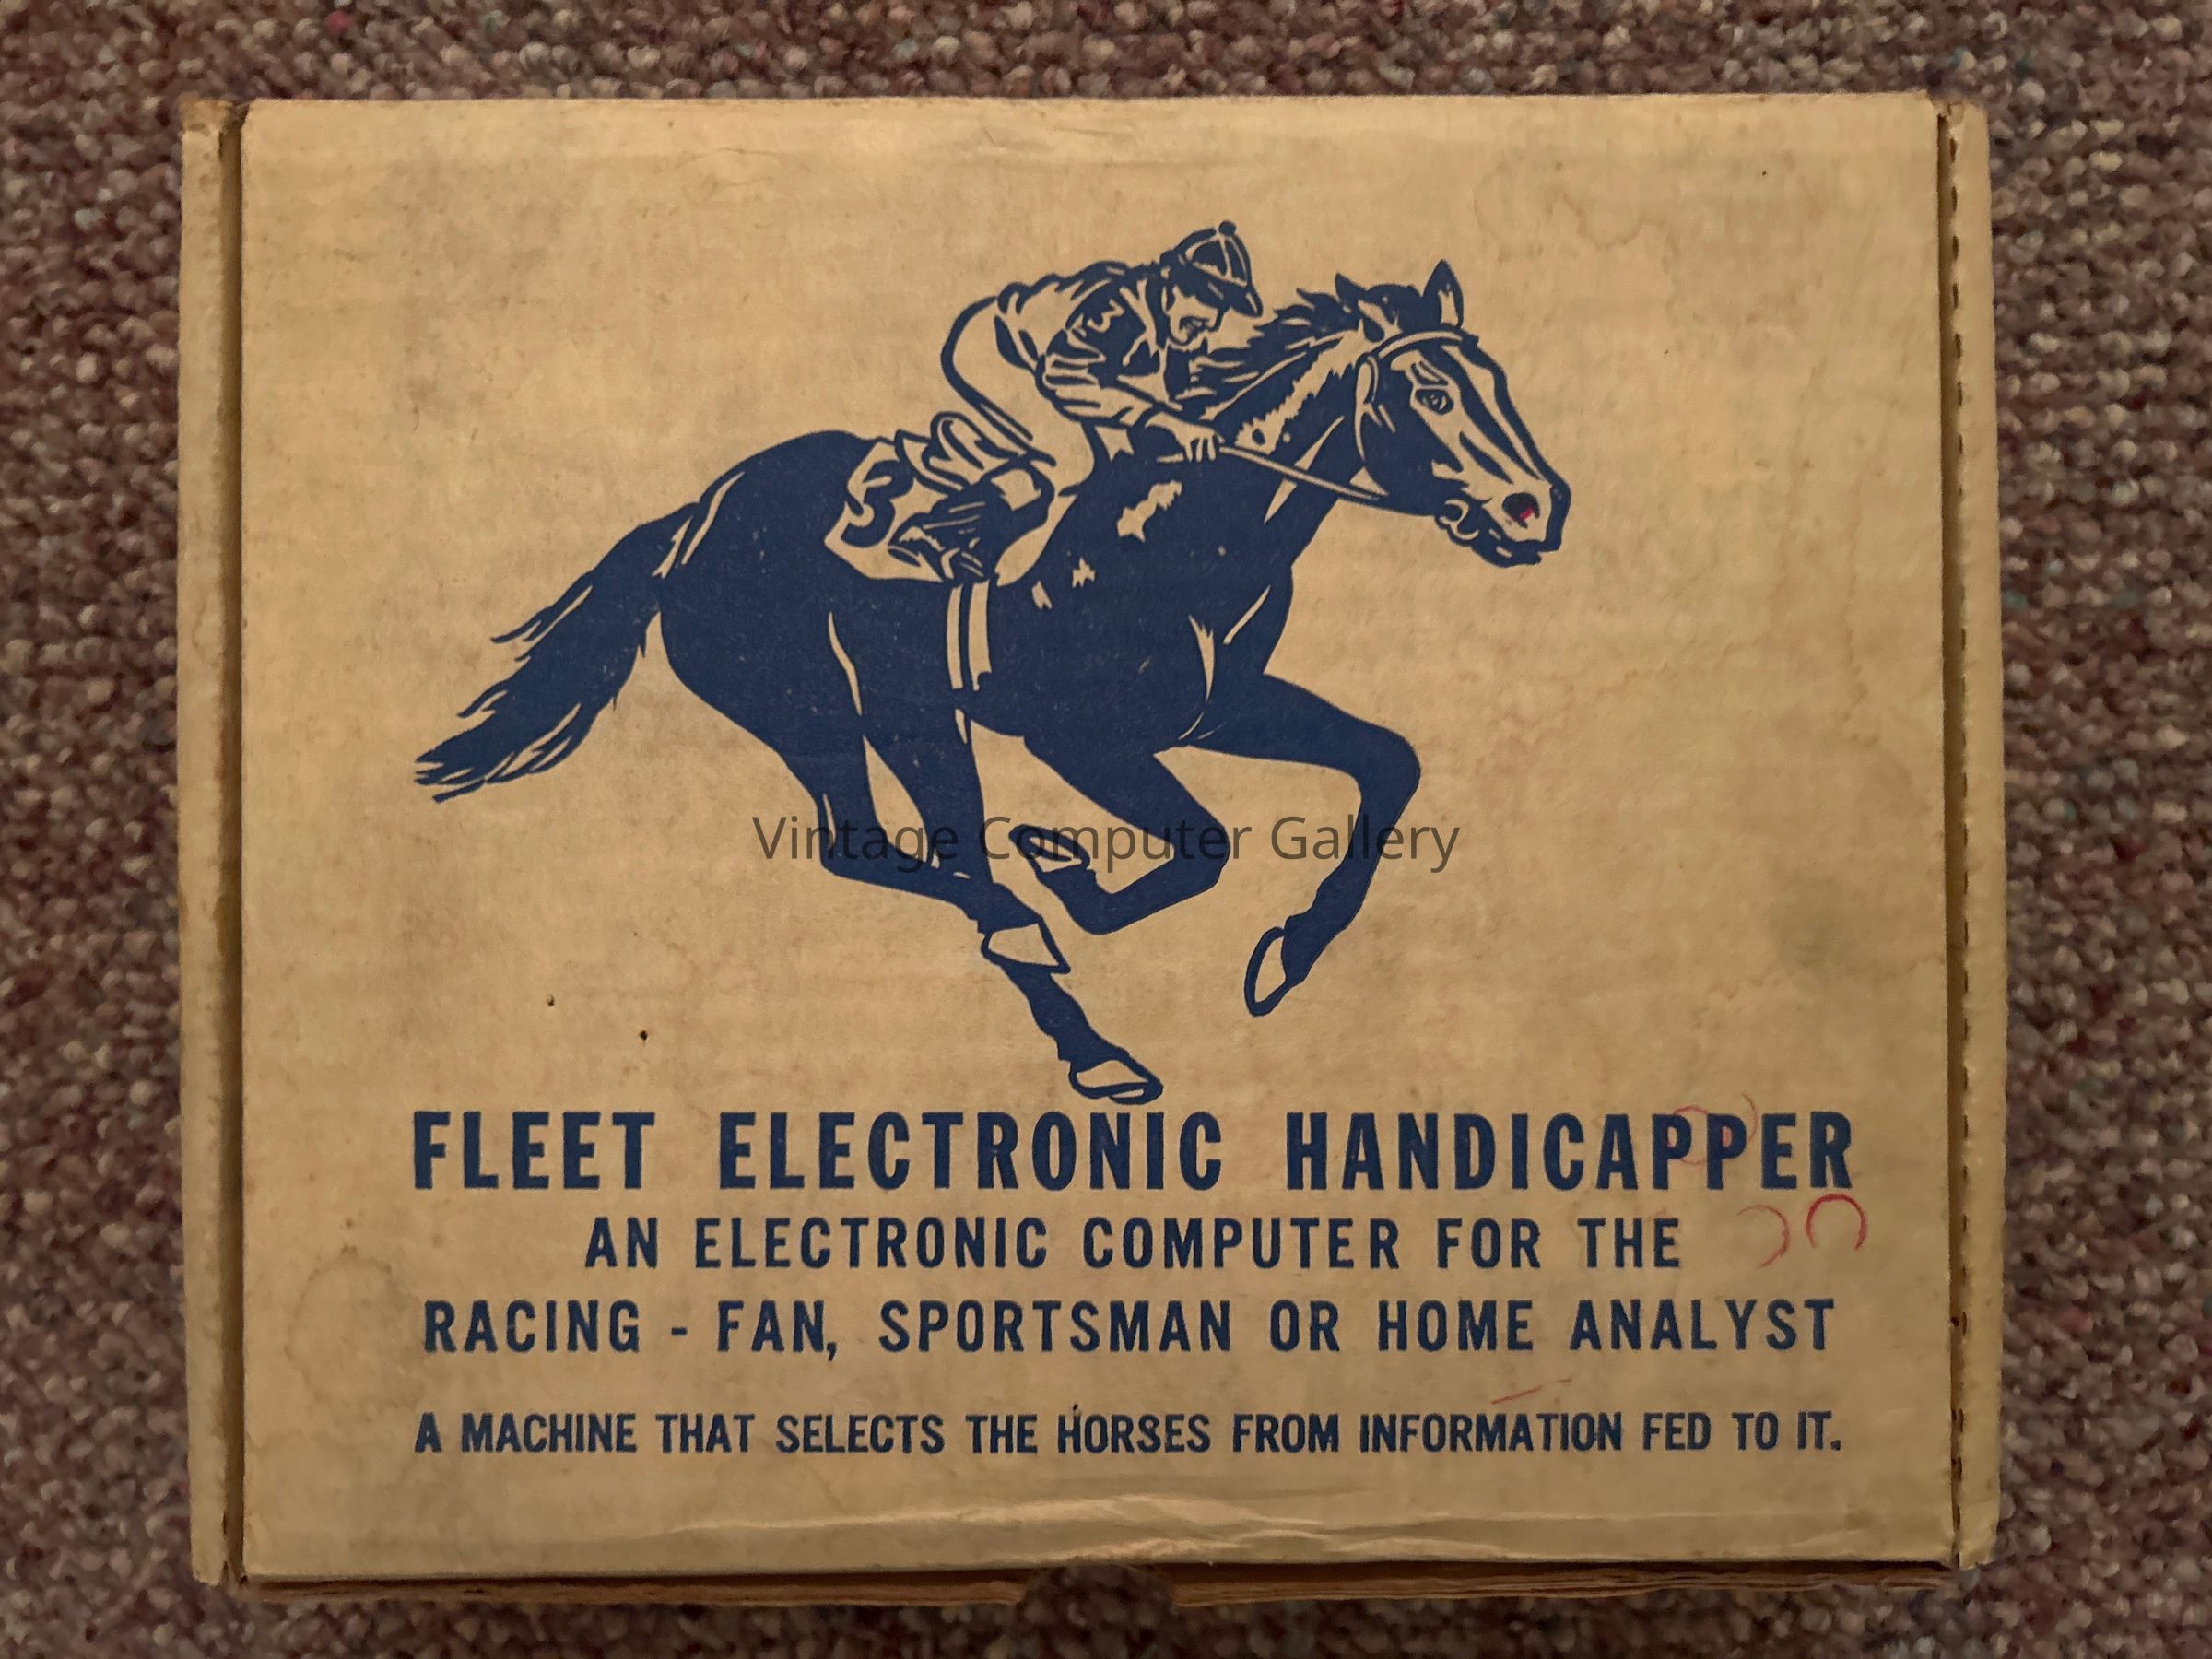 3
3
Vintage Computer Gallery
FLEET ELECTRONIC HANDICAPPER
AN ELECTRONIC COMPUTER FOR THE
RACING - FAN, SPORTSMAN OR HOME ANALYST
A MACHINE THAT SELECTS THE HORSES FROM INFORMATION FED TO IT.